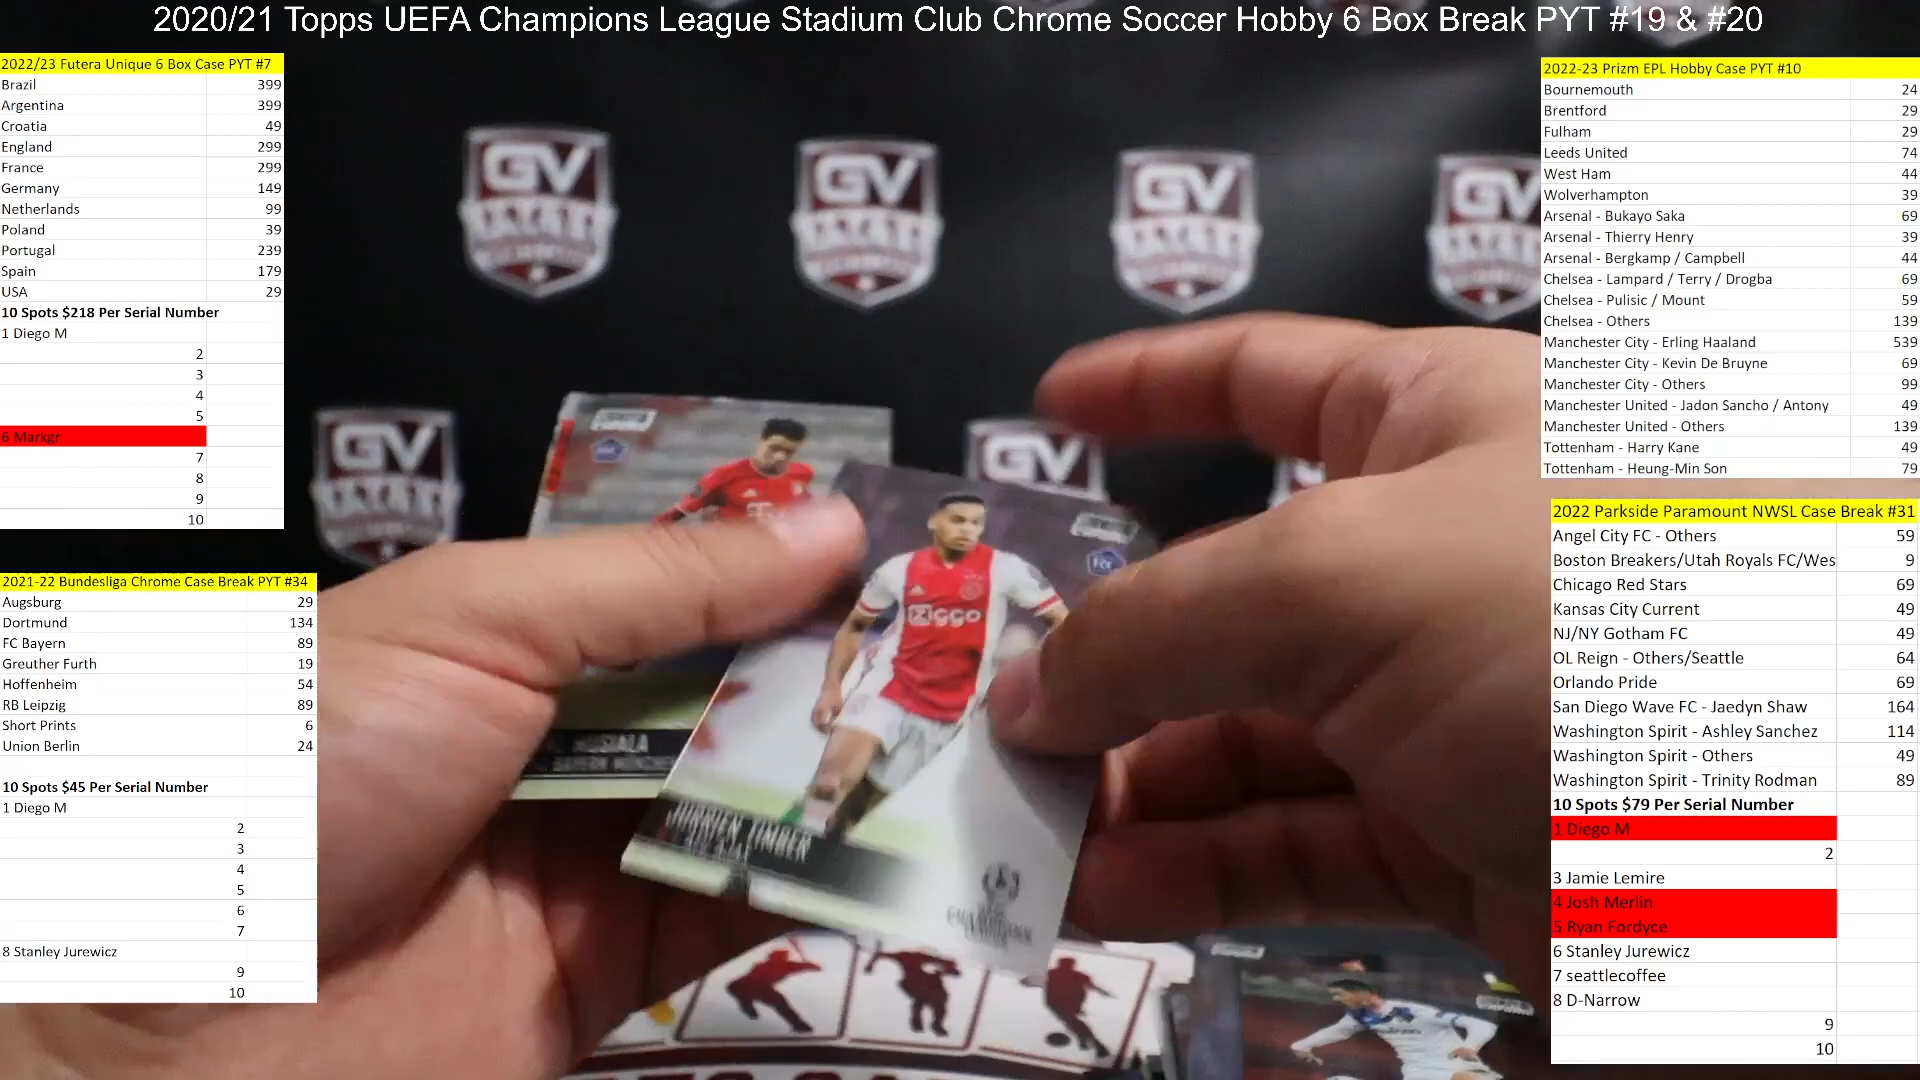 2020/21 Topps UEFA Champions League Stadium Club Chrome Soccer Hobby 6 Box Break PYT #19 & #20
2022/23 Futera Unique 6 Box Case PYT #7
Brazil 399
Argentina 399
Croatia 49
England 299
France 299
Germany 149
Netherlands 99
Poland 39
Portugal 239
Spain 179
USA 29
10 Spots $218 Per Serial Number
1 Diego M
2
3
4
5
6 Markgr
7
8
9
10
2021-22 Bundesliga Chrome Case Break PYT #34
Augsburg 29
Dortmund 134
FC Bayern 89
Greuther Furth 19
Hoffenheim 54
RB Leipzig 89
Short Prints 6
Union Berlin 24
10 Spots $45 Per Serial Number
1 Diego M
2
3
4
5
6
7
8 Stanley Jurewicz
9
10
GV
GV
GV
GV
GV
GV
MUSIALA
Ziggo
JURRIEN TIMBER
CHAMPIONS
2022-23 Prizm EPL Hobby Case PYT #10
Bournemouth 24
Brentford 29
Fulham 29
Leeds United 74
West Ham 44
Wolverhampton 39
Arsenal - Bukayo Saka 69
Arsenal - Thierry Henry 39
Arsenal - Bergkamp / Campbell 44
Chelsea - Lampard / Terry / Drogba 69
Chelsea - Pulisic / Mount 59
Chelsea - Others 139
Manchester City - Erling Haaland 539
Manchester City - Kevin De Bruyne 69
Manchester City - Others 99
Manchester United - Jadon Sancho / Antony 49
Manchester United - Others 139
Tottenham - Harry Kane 49
Tottenham - Heung-Min Son 79
2022 Parkside Paramount NWSL Case Break #31
Angel City FC - Others 59
Boston Breakers/Utah Royals FC/Wes 9
Chicago Red Stars 69
Kansas City Current 49
NJ/NY Gotham FC 49
OL Reign - Others/Seattle 64
Orlando Pride 69
San Diego Wave FC - Jaedyn Shaw 164
Washington Spirit - Ashley Sanchez 114
Washington Spirit - Others 49
Washington Spirit - Trinity Rodman 89
10 Spots $79 Per Serial Number
1 Diego M
2
3 Jamie Lemire
4 Josh Merlin
5 Ryan Fordyce
6 Stanley Jurewicz
7 seattlecoffee
8 D-Narrow
9
10